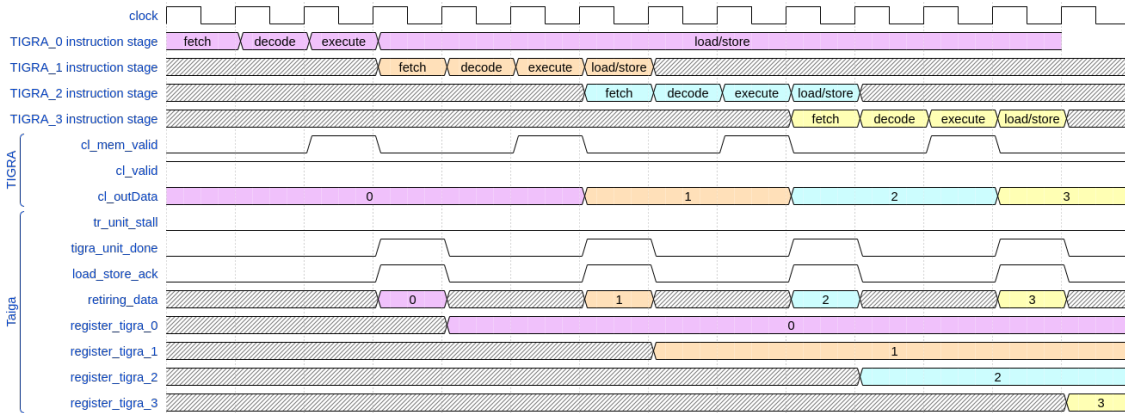 clock
TIGRA_0 instruction stage fetch decode execute load/store
TIGRA_1 instruction stage fetch decode execute load/store
TIGRA_2 instruction stage fetch decode execute load/store
TIGRA_3 instruction stage fetch decode execute load/store
TIGRA
cl_mem_valid
cl_valid
cl_outData 0 1 2 3
Taiga
tr_unit_stall
tigra_unit_done
load_store_ack
retiring_data 0 1 2 3
register_tigra_0 0
register_tigra_1 1
register_tigra_2 2
register_tigra_3 3